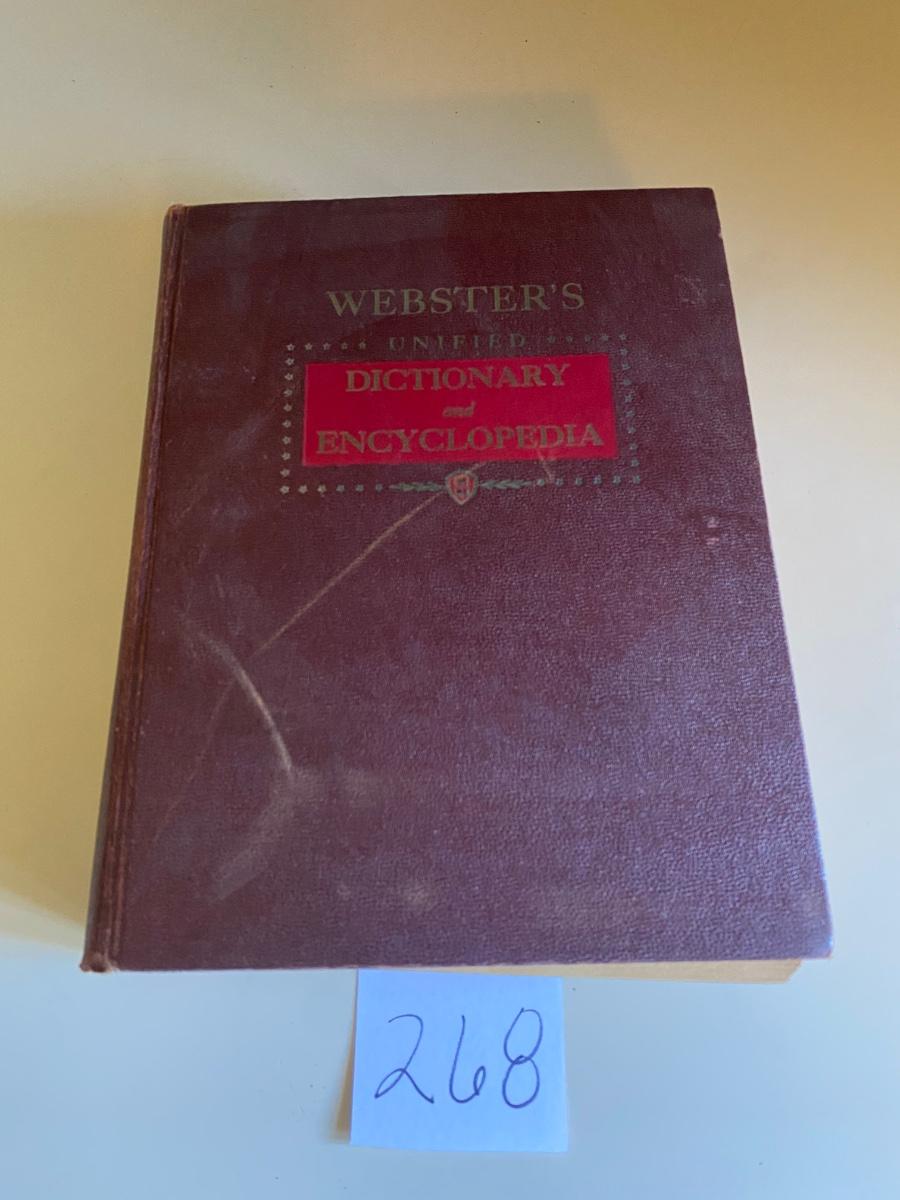 WEBSTER'S
UNIFIED
DICTIONARY
and
ENCYCLOPEDIA
268